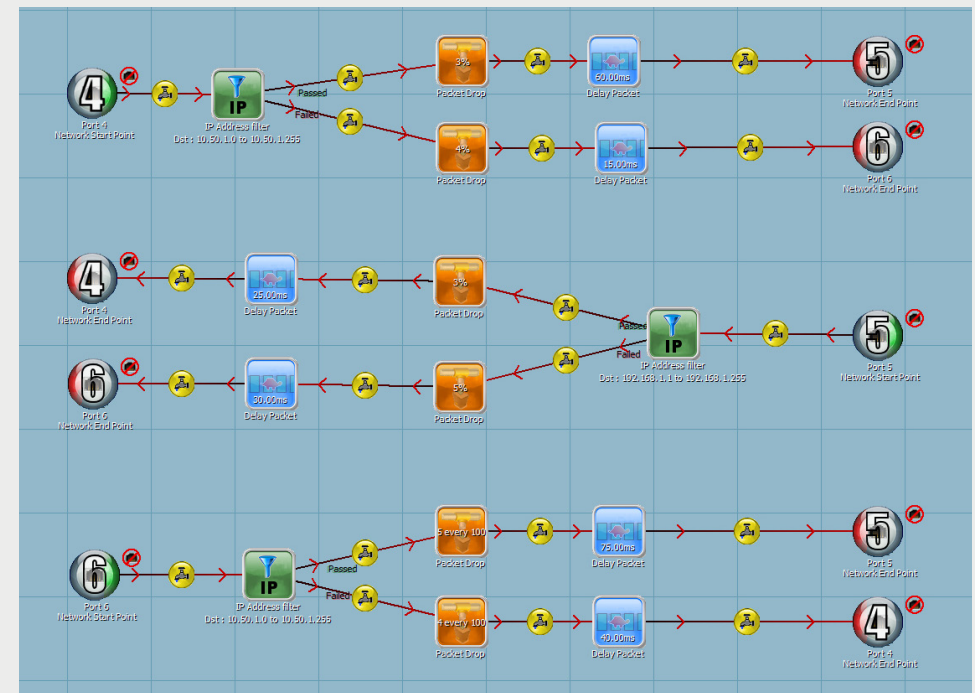 3%
60.00ms
5
4
IP
Passed
Packet Drop
Delay Packet
Port 5
Network End Point
Port 4
Network Start Point
Failed
IP Address filter
Dst : 10.50.1.0 to 10.50.1.255
4%
15.00ms
6
Packet Drop
Delay Packet
Port 6
Network End Point
4
25.00ms
3%
Port 4
Network End Point
Delay Packet
Packet Drop
Passed
IP
5
Failed
IP Address filter
Dst : 192.168.1.1 to 192.168.1.255
Port 5
Network Start Point
6
30.00ms
5%
Port 6
Network End Point
Delay Packet
Packet Drop
5 every 100
75.00ms
5
Packet Drop
Delay Packet
Port 5
Network End Point
6
IP
Passed
Failed
Port 6
Network Start Point
IP Address filter
Dst : 10.50.1.0 to 10.50.1.255
4 every 100
40.00ms
4
Packet Drop
Delay Packet
Port 4
Network End Point